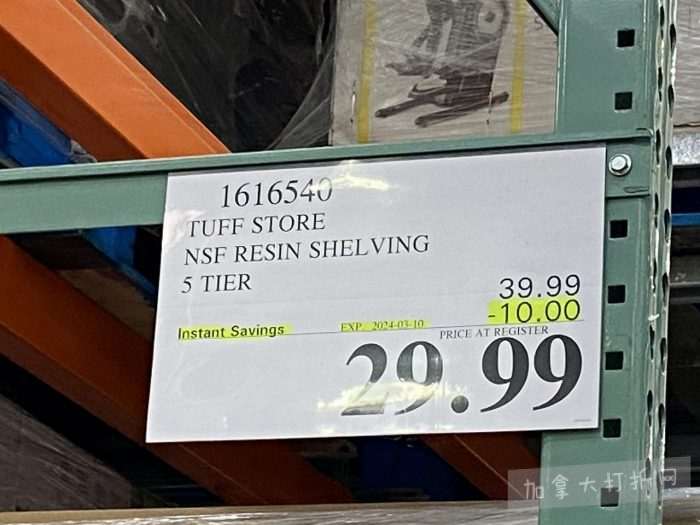 1616540
TUFF STORE
NSF RESIN SHELVING
5 TIER
39.99
-10.00
Instant Savings EXP. 2024-03-10
PRICE AT REGISTER
29.99
加拿大打折网